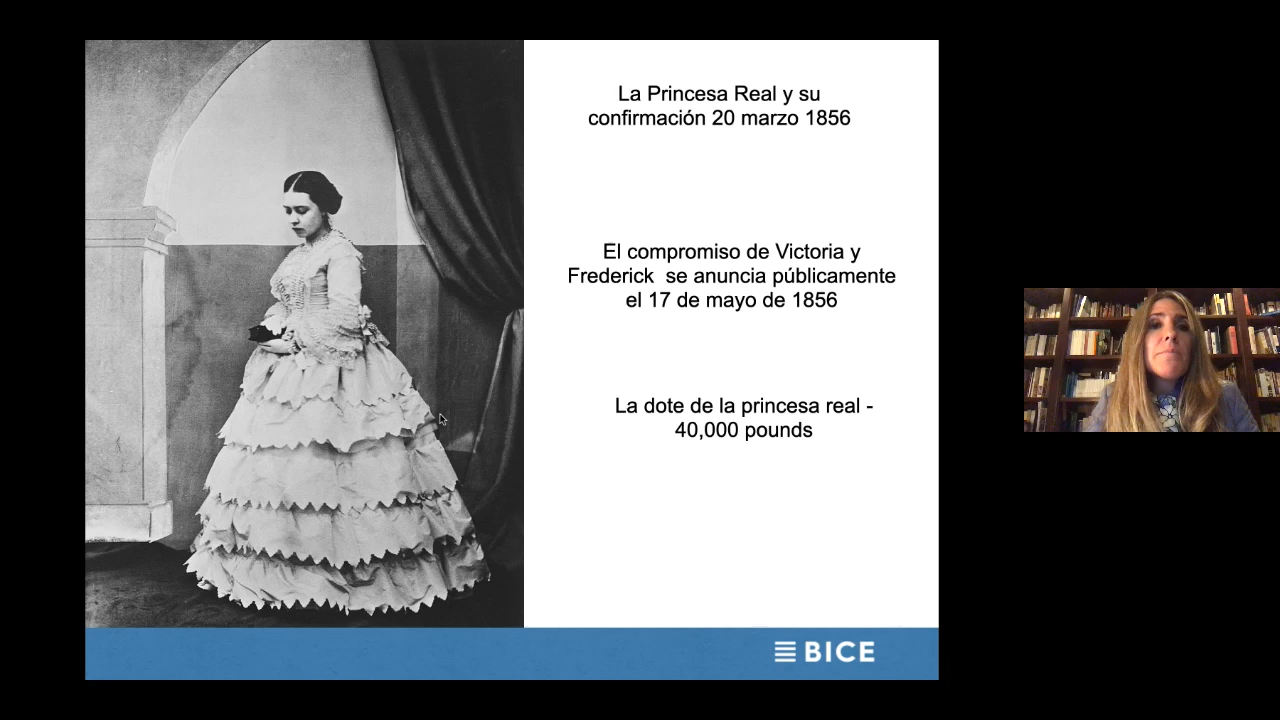 La Princesa Real y su
confirmación 20 marzo 1856
El compromiso de Victoria y
Frederick  se anuncia públicamente
el 17 de mayo de 1856
La dote de la princesa real -
40,000 pounds
BICE